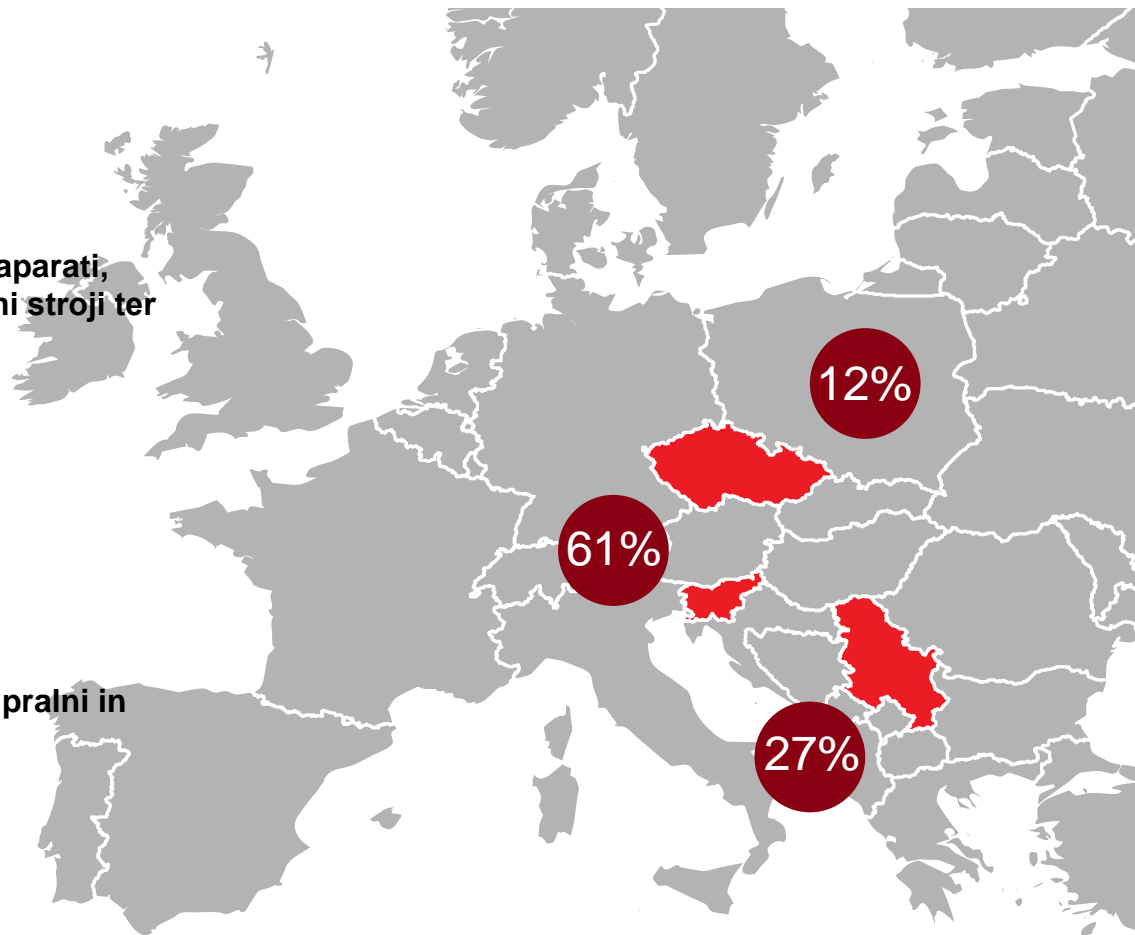 aparati,
ni stroji ter
12%
61%
pralni in
27%